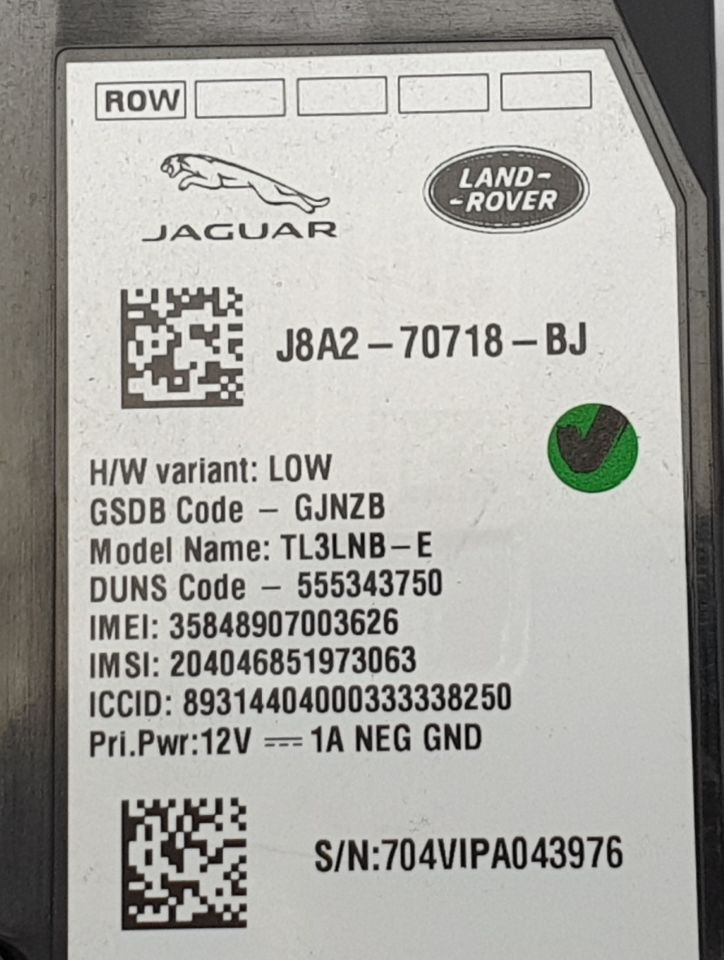 ROW
JAGUAR
LAND-
-ROVER
J8A2-70718-BJ
H/W variant: LOW
GSDB Code - GJNZB
Model Name: TL3LNB-E
DUNS Code - 555343750
IMEI: 35848907003626
IMSI: 204046851973063
ICCID: 89314404000333338250
Pri.Pwr:12V ⎓ 1A NEG GND
S/N:704VIPA043976